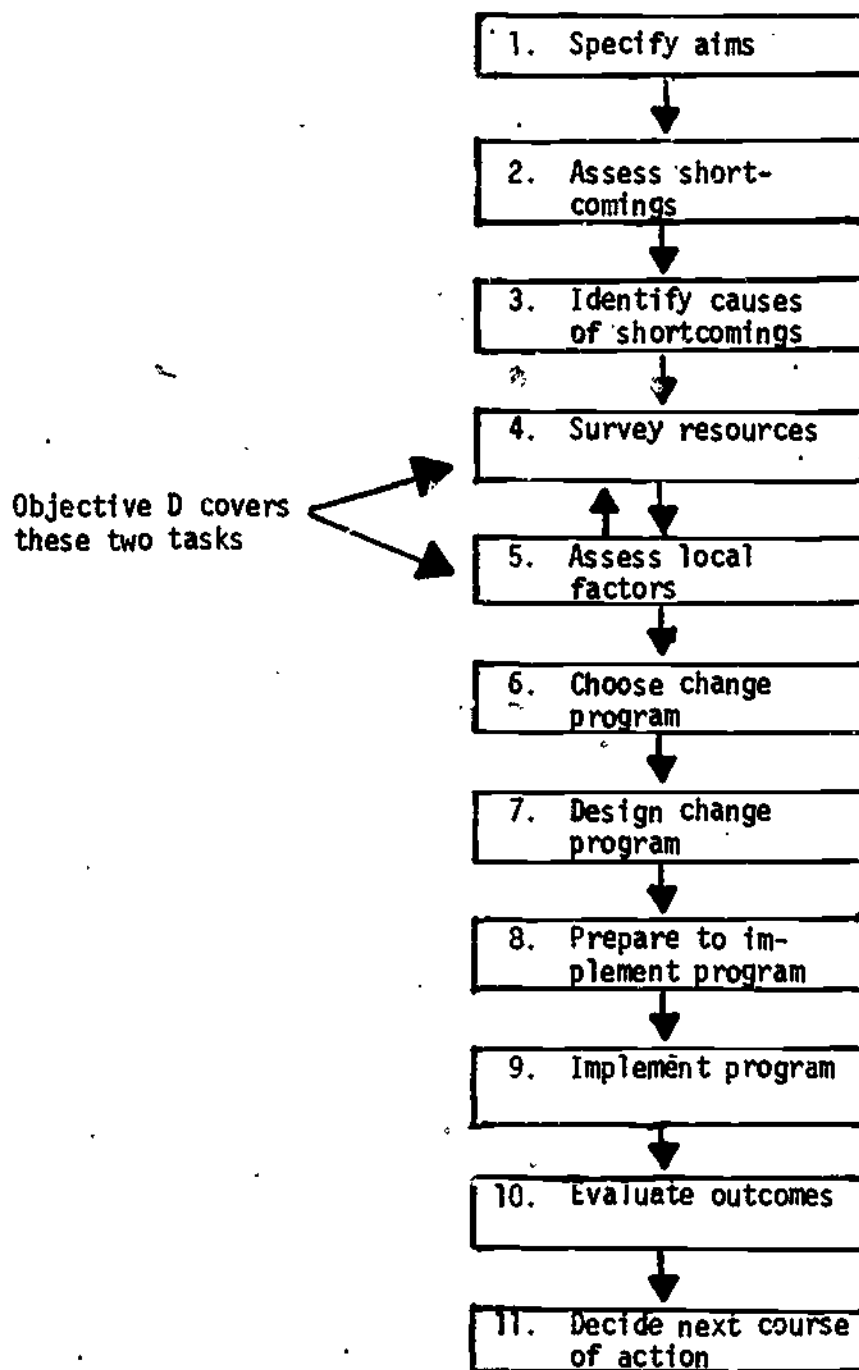 1. Specify aims
2. Assess short-
comings
3. Identify causes
of shortcomings
4. Survey resources
Objective D covers
these two tasks
5. Assess local
factors
6. Choose change
program
7. Design change
program
8. Prepare to im-
plement program
9. Implement program
10. Evaluate outcomes
11. Decide next course
of action